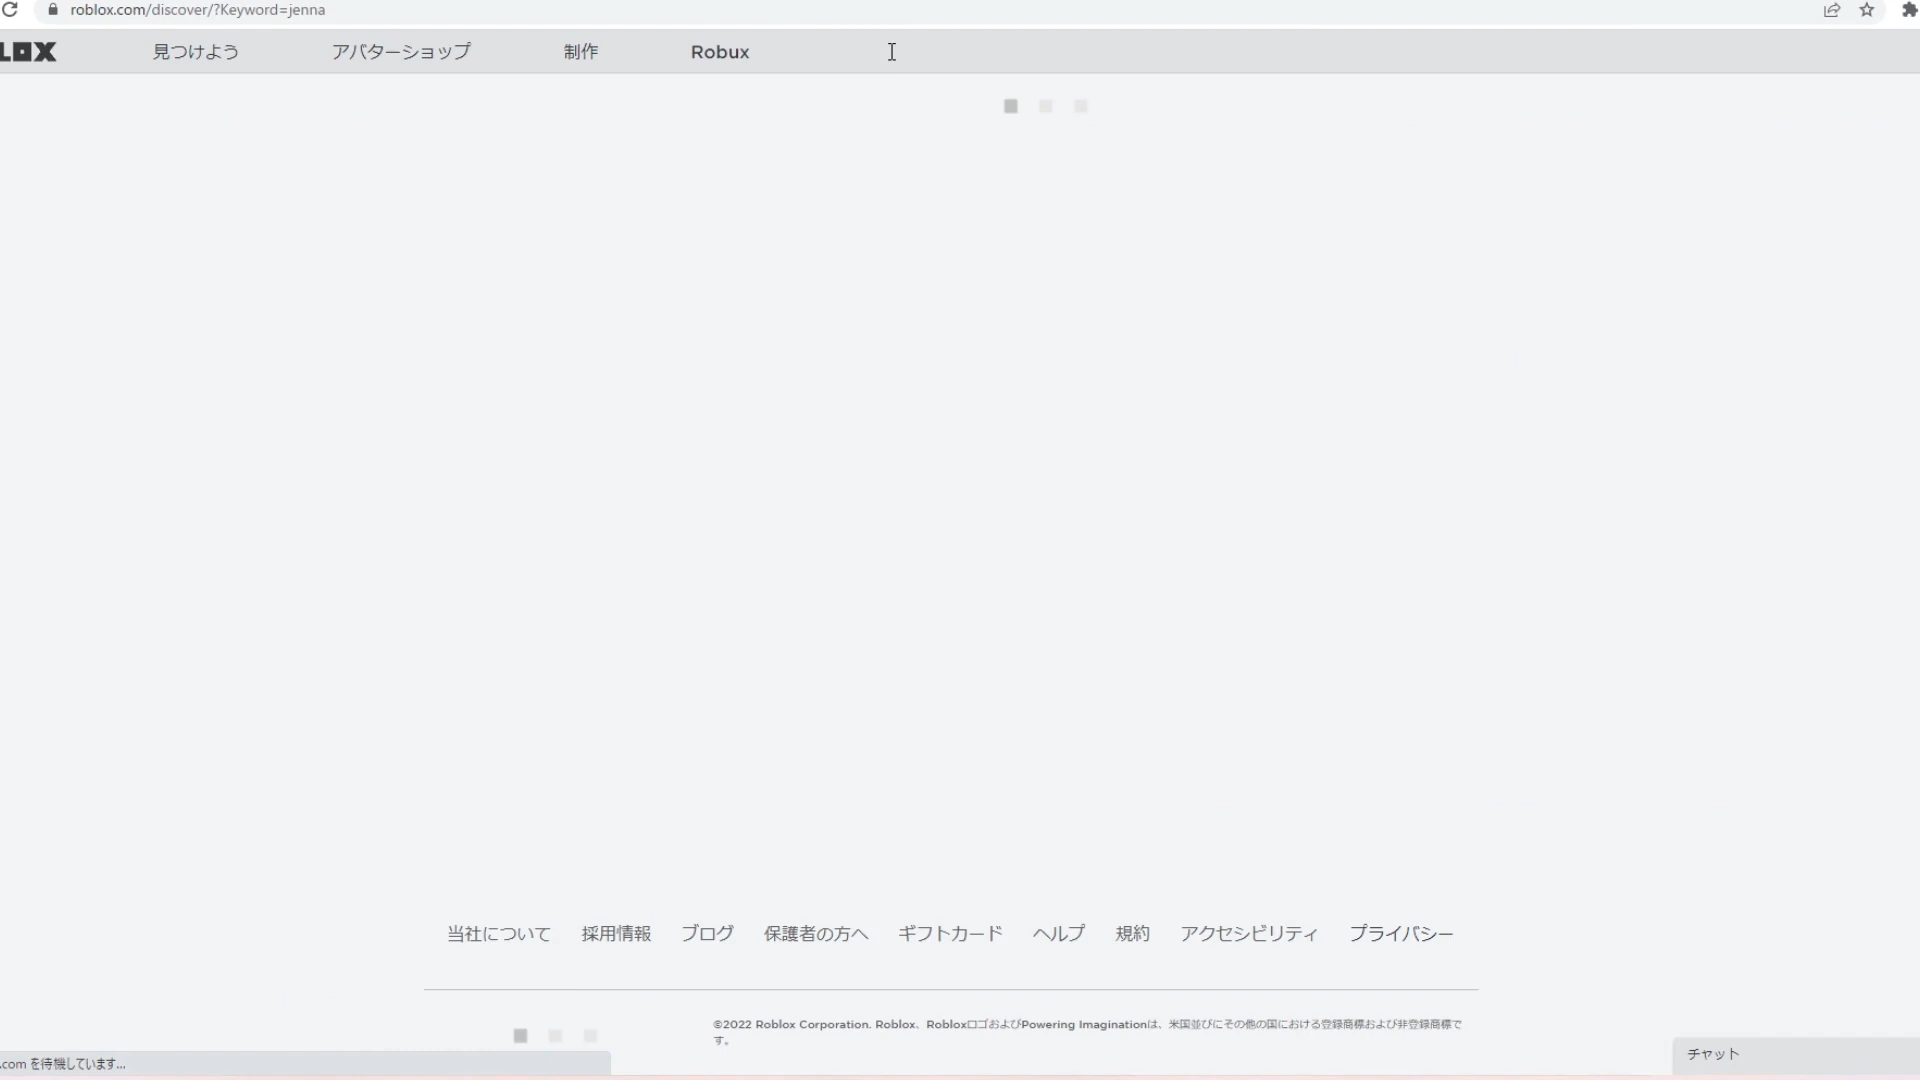 roblox.com/discover/?Keyword=jenna
LOX 見つけよう アバターショップ 制作 Robux
当社について 採用情報 ブログ 保護者の方へ ギフトカード ヘルプ 規約 アクセシビリティ プライバシー
©2022 Roblox Corporation. Roblox、RobloxロゴおよびPowering Imaginationは、米国並びにその他の国における登録商標および非登録商標で
す。
チャット
.com を待機しています...